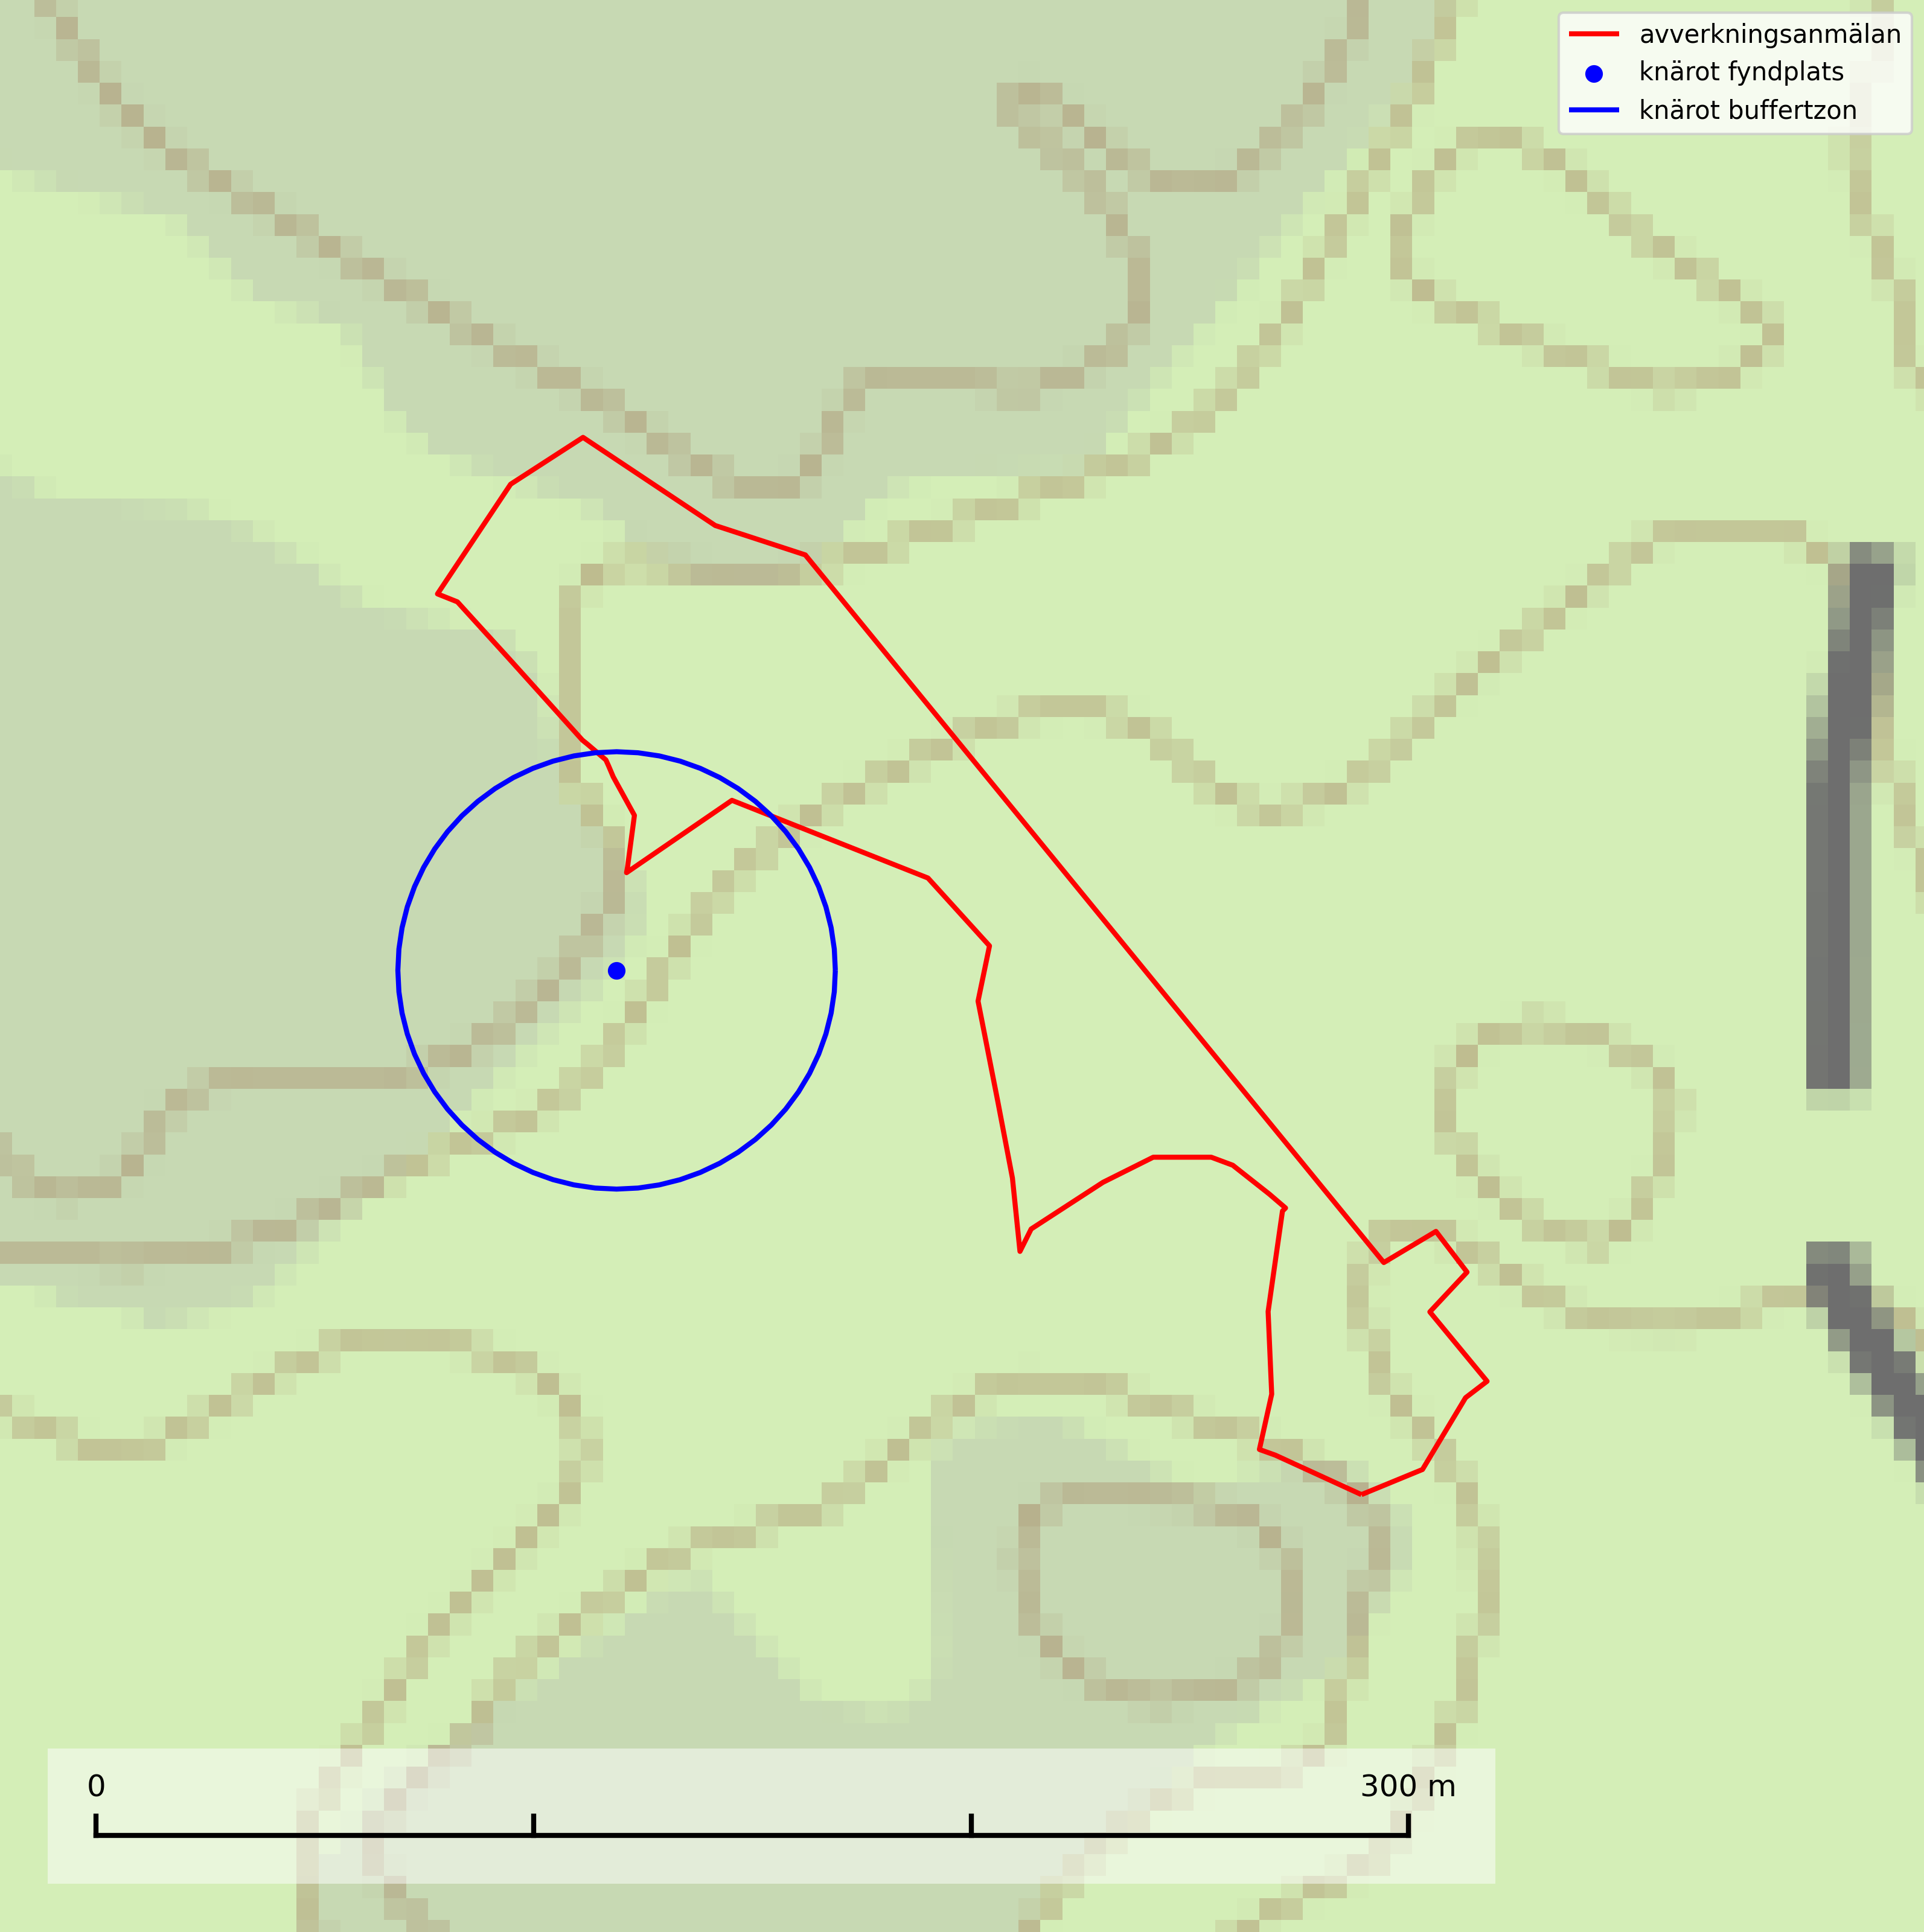 avverkningsanmälan
knärot fyndplats
knärot buffertzon
0 300 m